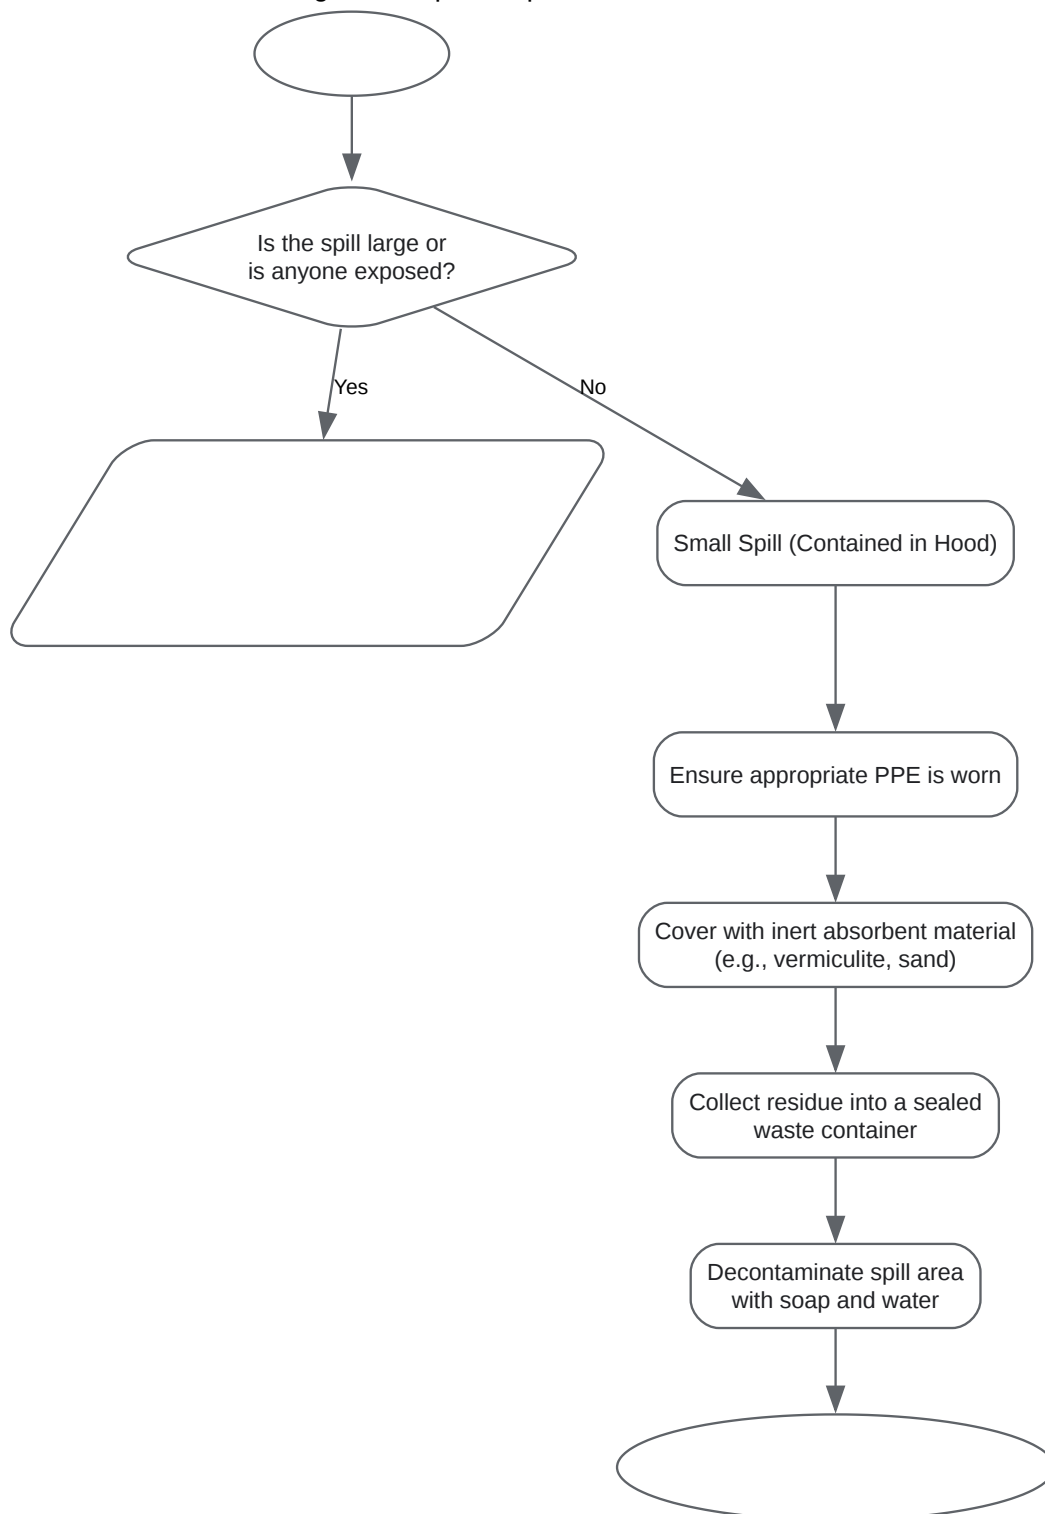 Is the spill large or
is anyone exposed?
Yes
No
Small Spill (Contained in Hood)
Ensure appropriate PPE is worn
Cover with inert absorbent material
(e.g., vermiculite, sand)
Collect residue into a sealed
waste container
Decontaminate spill area
with soap and water